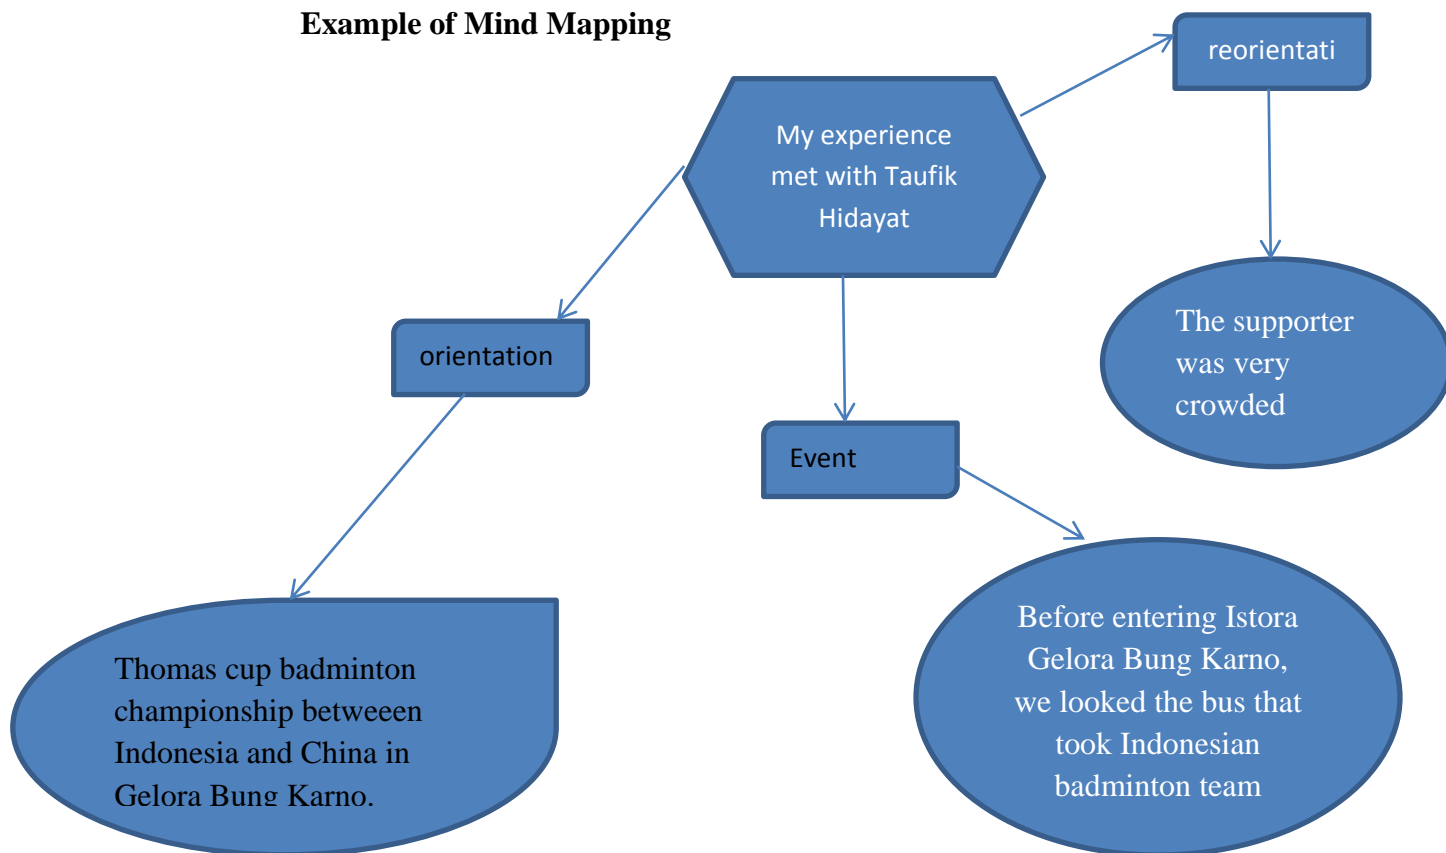 Example of Mind Mapping
reorientati
My experience
met with Taufik
Hidayat
orientation
The supporter
was very
crowded
Event
Thomas cup badminton
championship betweeen
Indonesia and China in
Gelora Bung Karno.
Before entering Istora
Gelora Bung Karno,
we looked the bus that
took Indonesian
badminton team